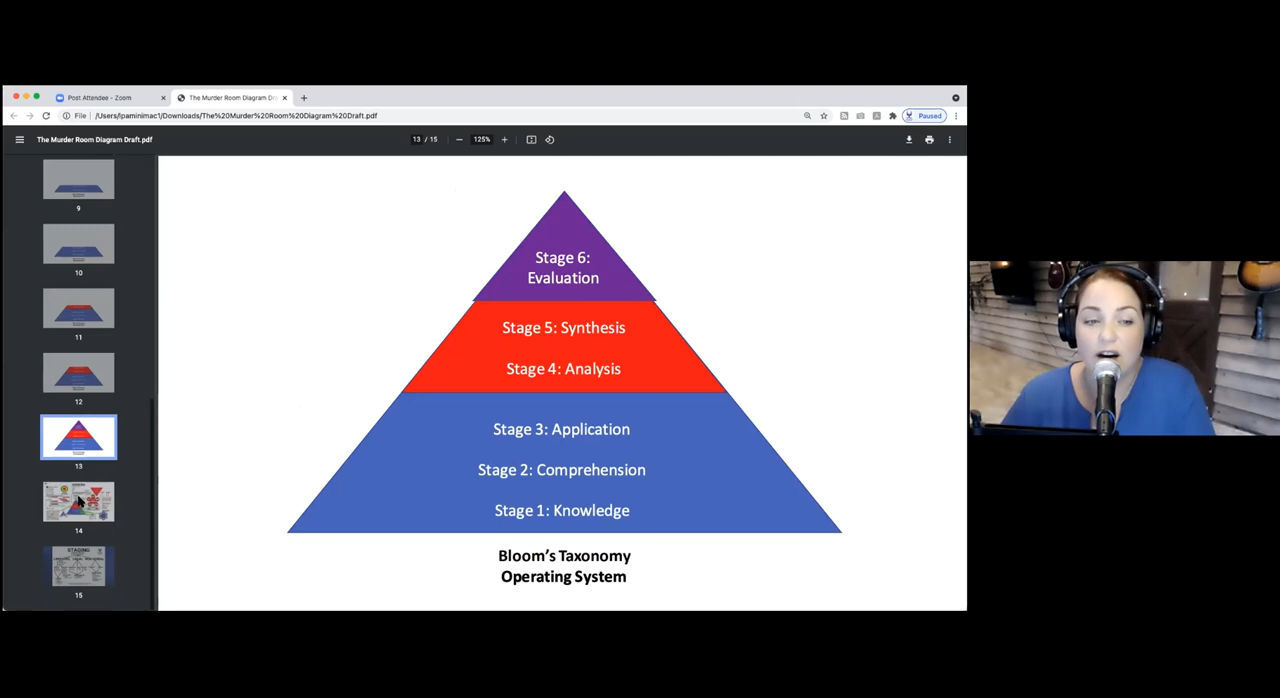 Post Attendee - Zoom
The Murder Room Diagram Dr
File
/Users/lpaminimac1/Downloads/The%20Murder%20Room%20Diagram%20Draft.pdf
Paused
The Murder Room Diagram Draft.pdf
13 / 15
125%
9
10
11
12
13
14
STAGING
15
Stage 6:
Evaluation
Stage 5: Synthesis
Stage 4: Analysis
Stage 3: Application
Stage 2: Comprehension
Stage 1: Knowledge
Bloom's Taxonomy
Operating System